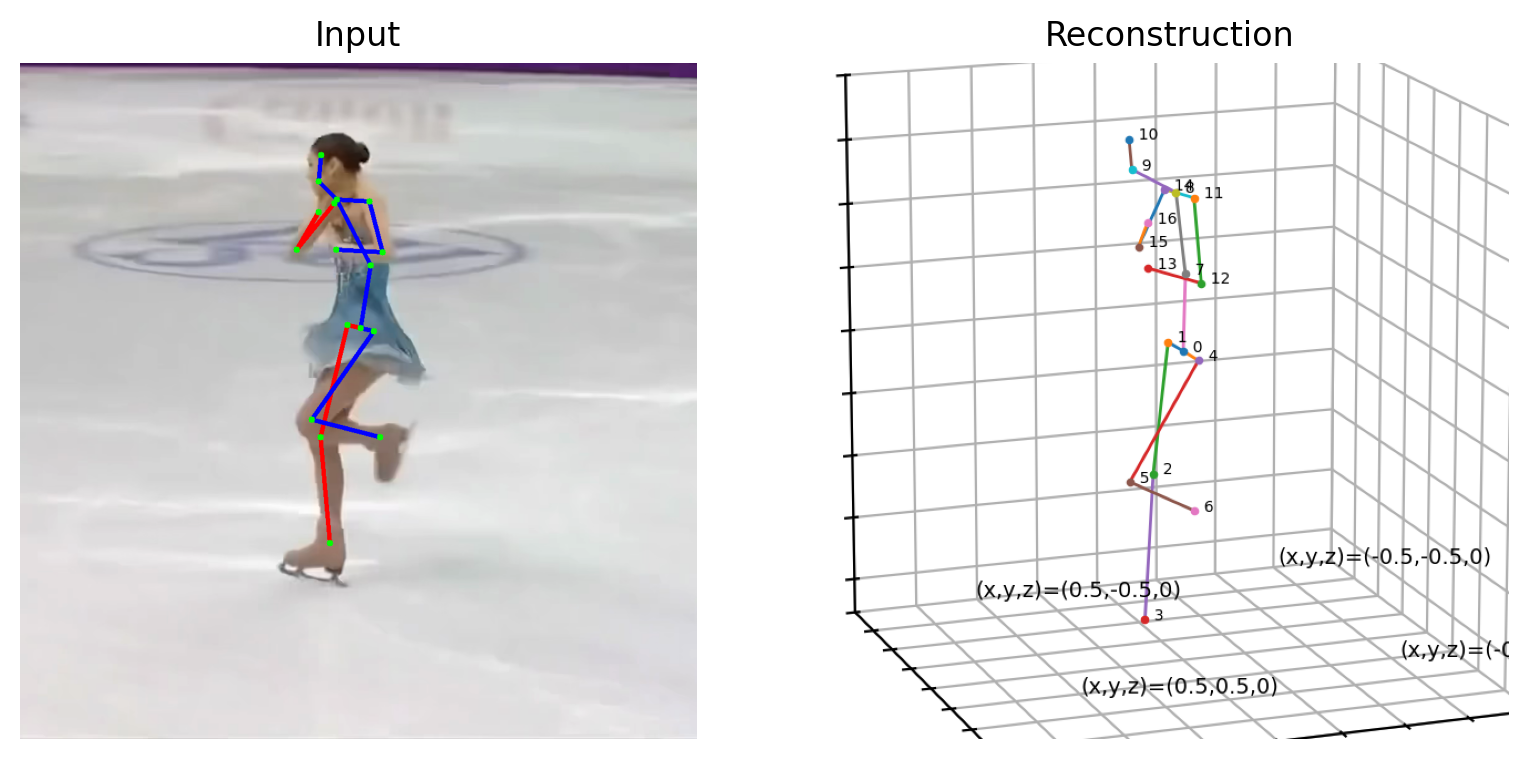 Input
Reconstruction
10
9
14
8
11
16
15
13
7
12
1
0
4
2
5
6
(x,y,z)=(-0.5,-0.5,0)
(x,y,z)=(0.5,-0.5,0)
3
(x,y,z)=(-0
(x,y,z)=(0.5,0.5,0)